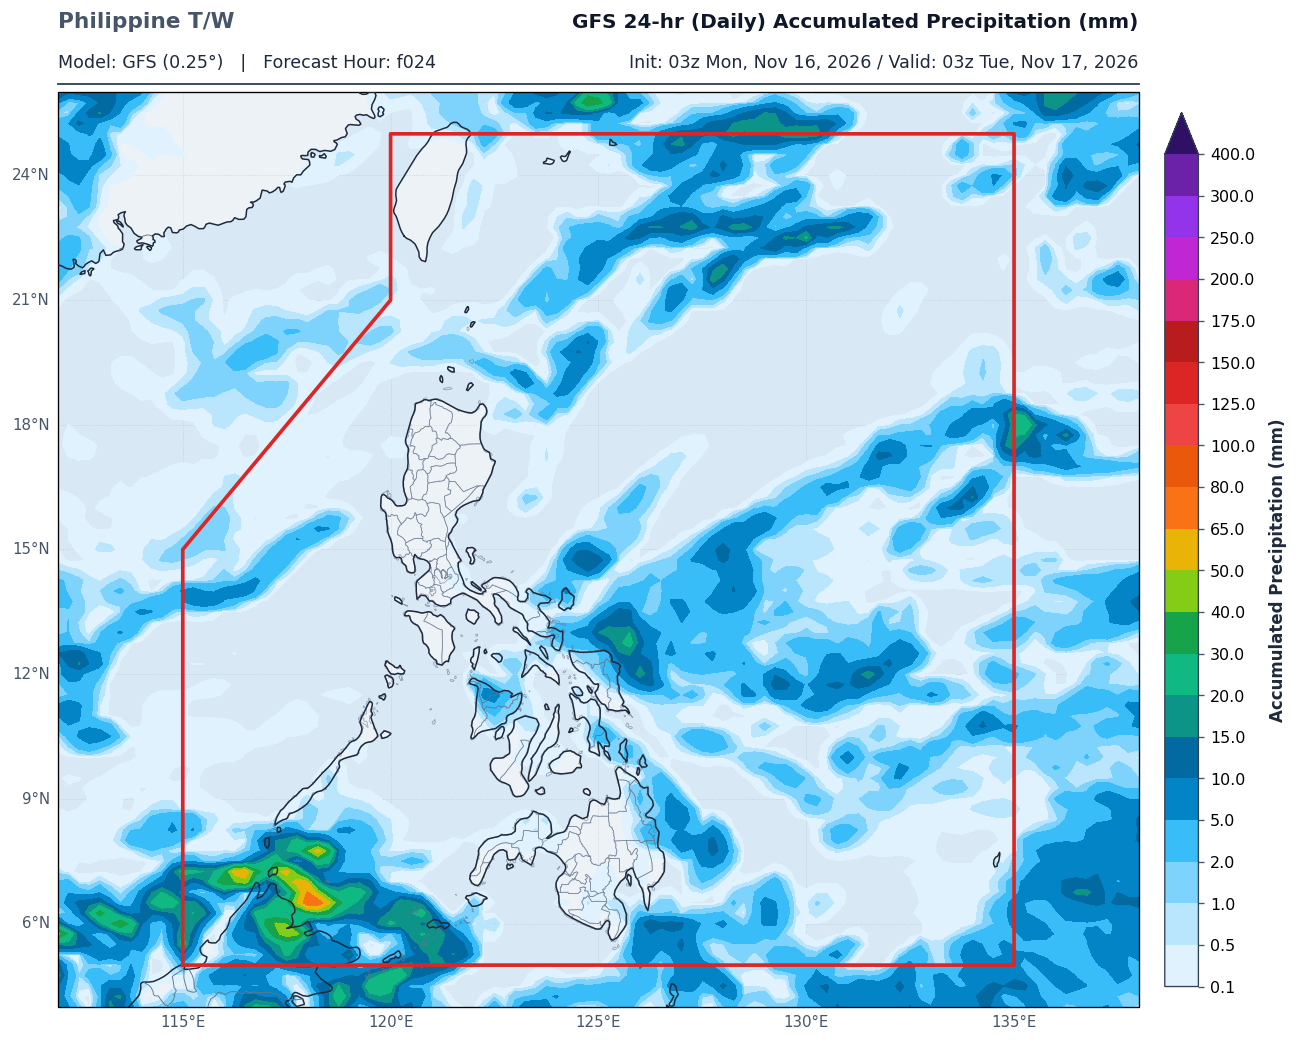 Philippine T/W
GFS 24-hr (Daily) Accumulated Precipitation (mm)
Model: GFS (0.25°) | Forecast Hour: f024
Init: 03z Mon, Nov 16, 2026 / Valid: 03z Tue, Nov 17, 2026
24°N
21°N
18°N
15°N
12°N
9°N
6°N
115°E
120°E
125°E
130°E
135°E
400.0
300.0
250.0
200.0
175.0
150.0
125.0
100.0
80.0
65.0
50.0
40.0
30.0
20.0
15.0
10.0
5.0
2.0
1.0
0.5
0.1
Accumulated Precipitation (mm)